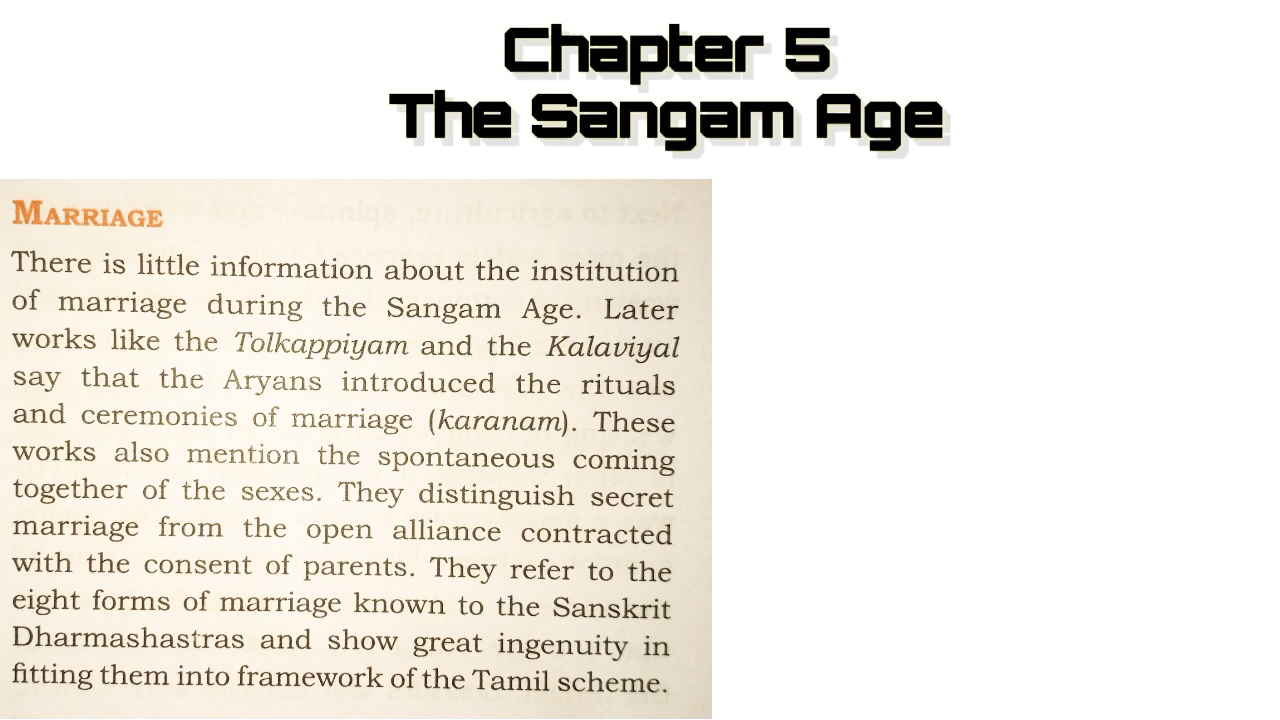 Chapter 5
The Sangam Age
MARRIAGE
There is little information about the institution
of marriage during the Sangam Age. Later
works like the Tolkappiyam and the Kalaviyal
say that the Aryans introduced the rituals
and ceremonies of marriage (karanam). These
works also mention the spontaneous coming
together of the sexes. They distinguish secret
marriage from the open alliance contracted
with the consent of parents. They refer to the
eight forms of marriage known to the Sanskrit
Dharmashastras and show great ingenuity in
fitting them into framework of the Tamil scheme.